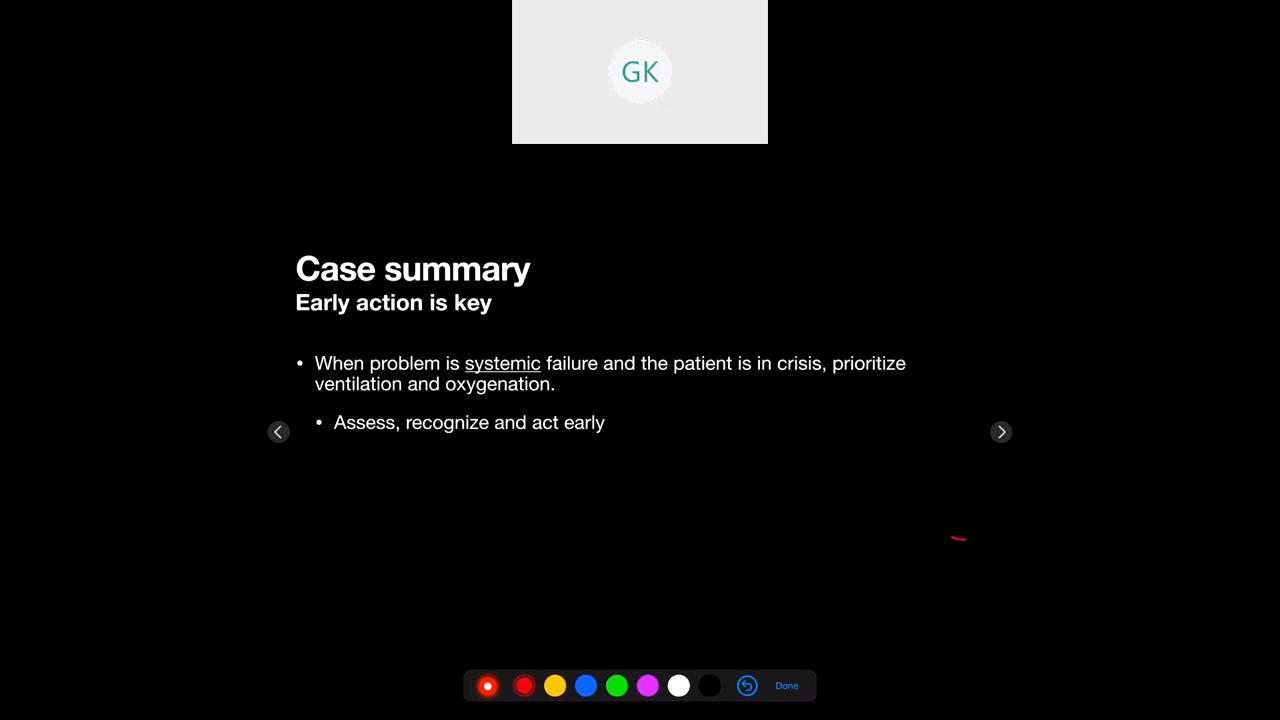 GK
Case summary
Early action is key
• When problem is systemic failure and the patient is in crisis, prioritize
ventilation and oxygenation.
• Assess, recognize and act early
Done